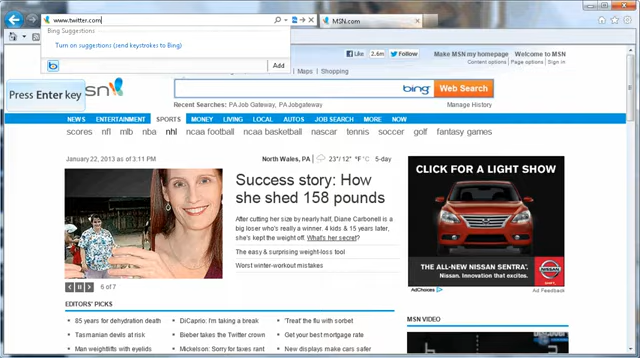 www.twitter.com
MSN.com
Bing Suggestions
Turn on suggestions (send keystrokes to Bing)
Add
Press Enter key
Like 2.6m Follow
Make MSN my homepage Welcome to MSN
Content options Page options Sign in
Maps Shopping
msn
bing Web Search
Recent Searches: PA Job Gateway, PAjobgateway
Manage History
NEWS ENTERTAINMENT SPORTS MONEY LIVING LOCAL AUTOS JOB SEARCH MORE NOW
scores nfl mlb nba nhl ncaa football ncaa basketball nascar tennis soccer golf fantasy games
January 22, 2013 as of 3:11 PM
North Wales, PA 23°/12° °F °C 5-day
Success story: How
she shed 158 pounds
After cutting her size by nearly half, Diane Carbonell is a
big loser who's really a winner. 4 kids & 15 years later,
she's kept the weight off. What's her secret?
The easy & surprising weight-loss tool
Worst winter-workout mistakes
6 of 7
CLICK FOR A LIGHT SHOW
THE ALL-NEW NISSAN SENTRA.
Nissan. Innovation that excites.
NISSAN
AdChoices
Ad Feedback
EDITORS' PICKS
85 years for dehydration death
DiCaprio: I'm taking a break
'Treat' the flu with sorbet
Tasmanian devils at risk
Bieber takes the Twitter crown
Get your best mortgage rate
Man weightlifts with eyelids
Mickelson: Sorry for taxes rant
New displays make cars safer
MSN VIDEO